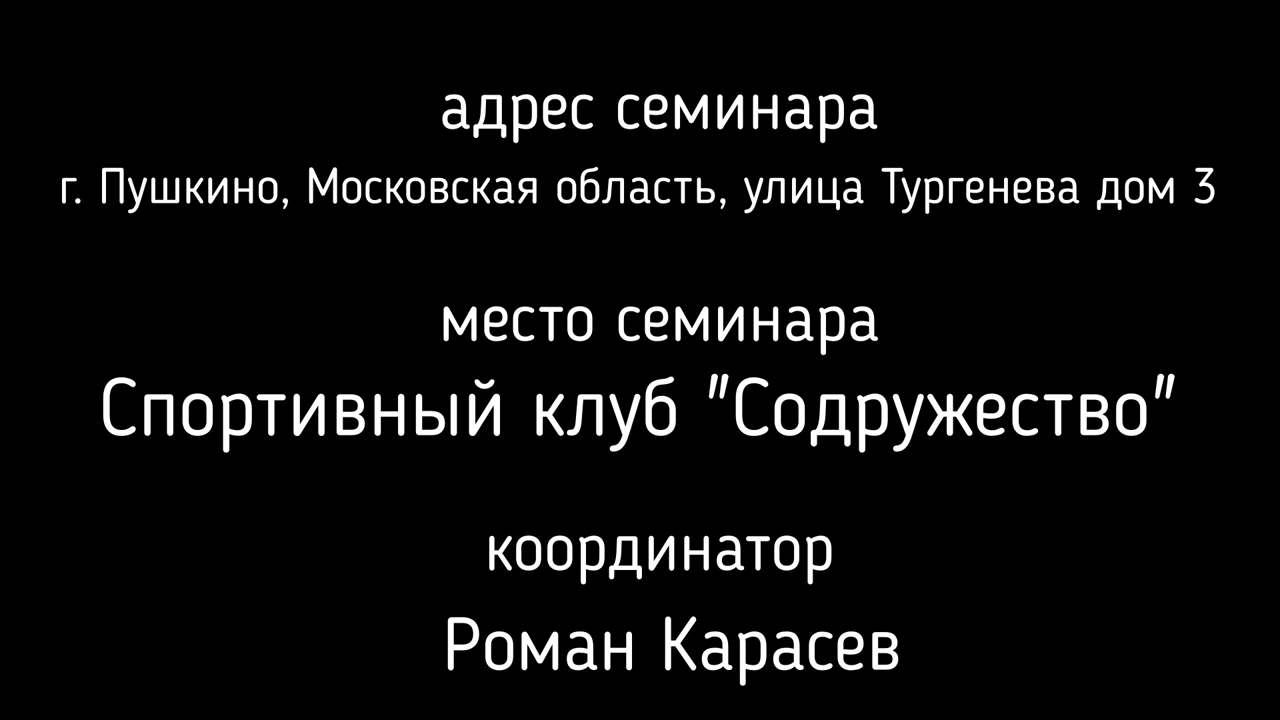 адрес семинара
г. Пушкино, Московская область, улица Тургенева дом 3
место семинара
Спортивный клуб "Содружество"
координатор
Роман Карасев